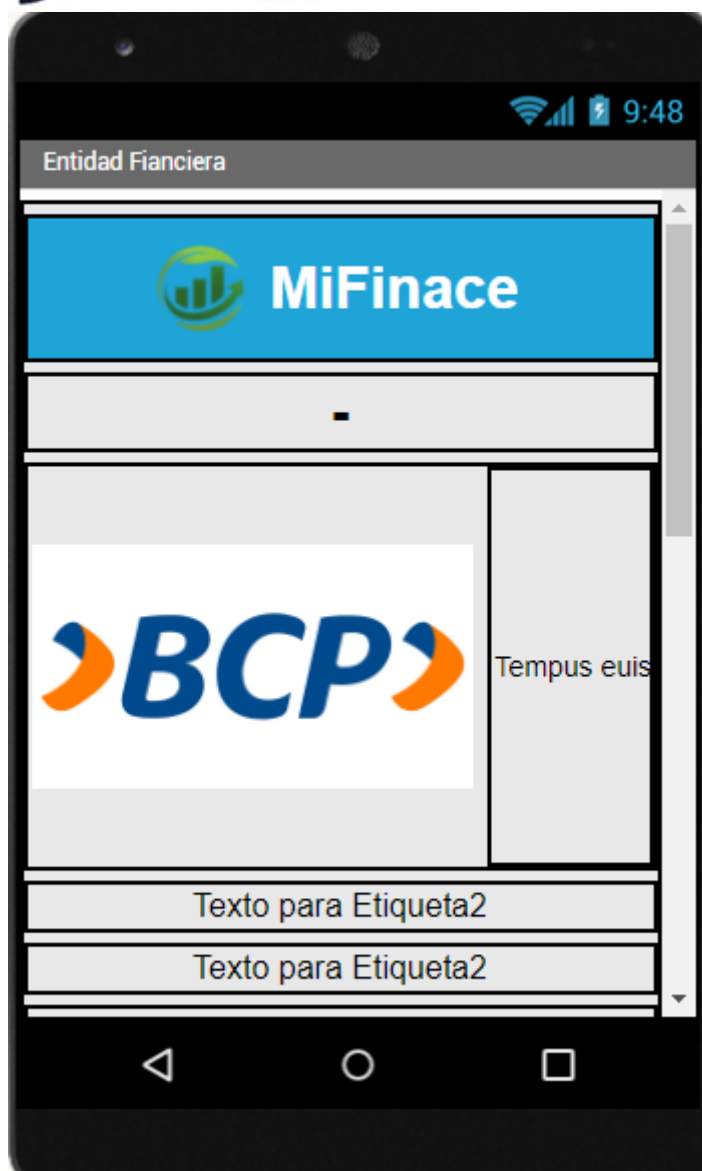 9:48
Entidad Fianciera
MiFinace
-
BCP
Tempus euis
Texto para Etiqueta2
Texto para Etiqueta2